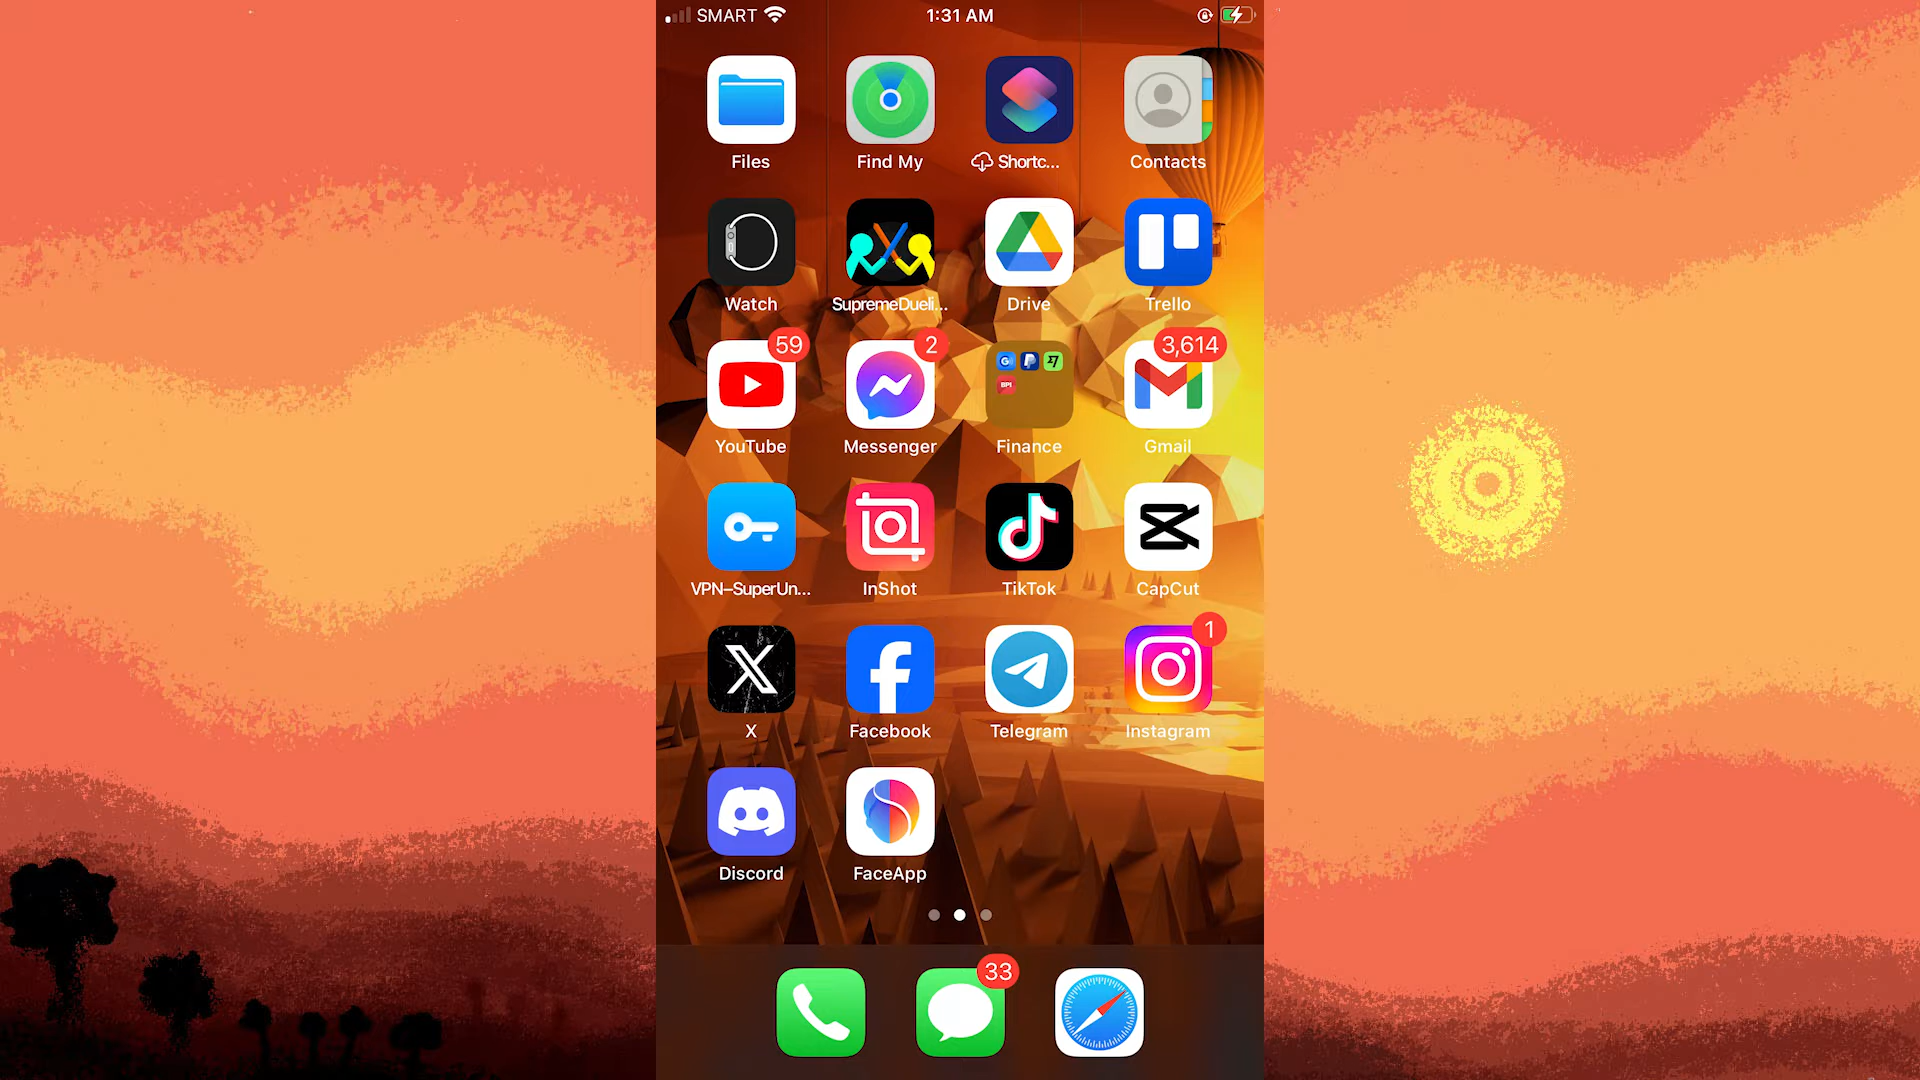 SMART 1:31 AM
Files Find My Shortc... Contacts
Watch SupremeDueli... Drive Trello
59 2 3,614
G BPI
YouTube Messenger Finance Gmail
VPN–SuperUn... InShot TikTok CapCut
1
X Facebook Telegram Instagram
Discord FaceApp
33